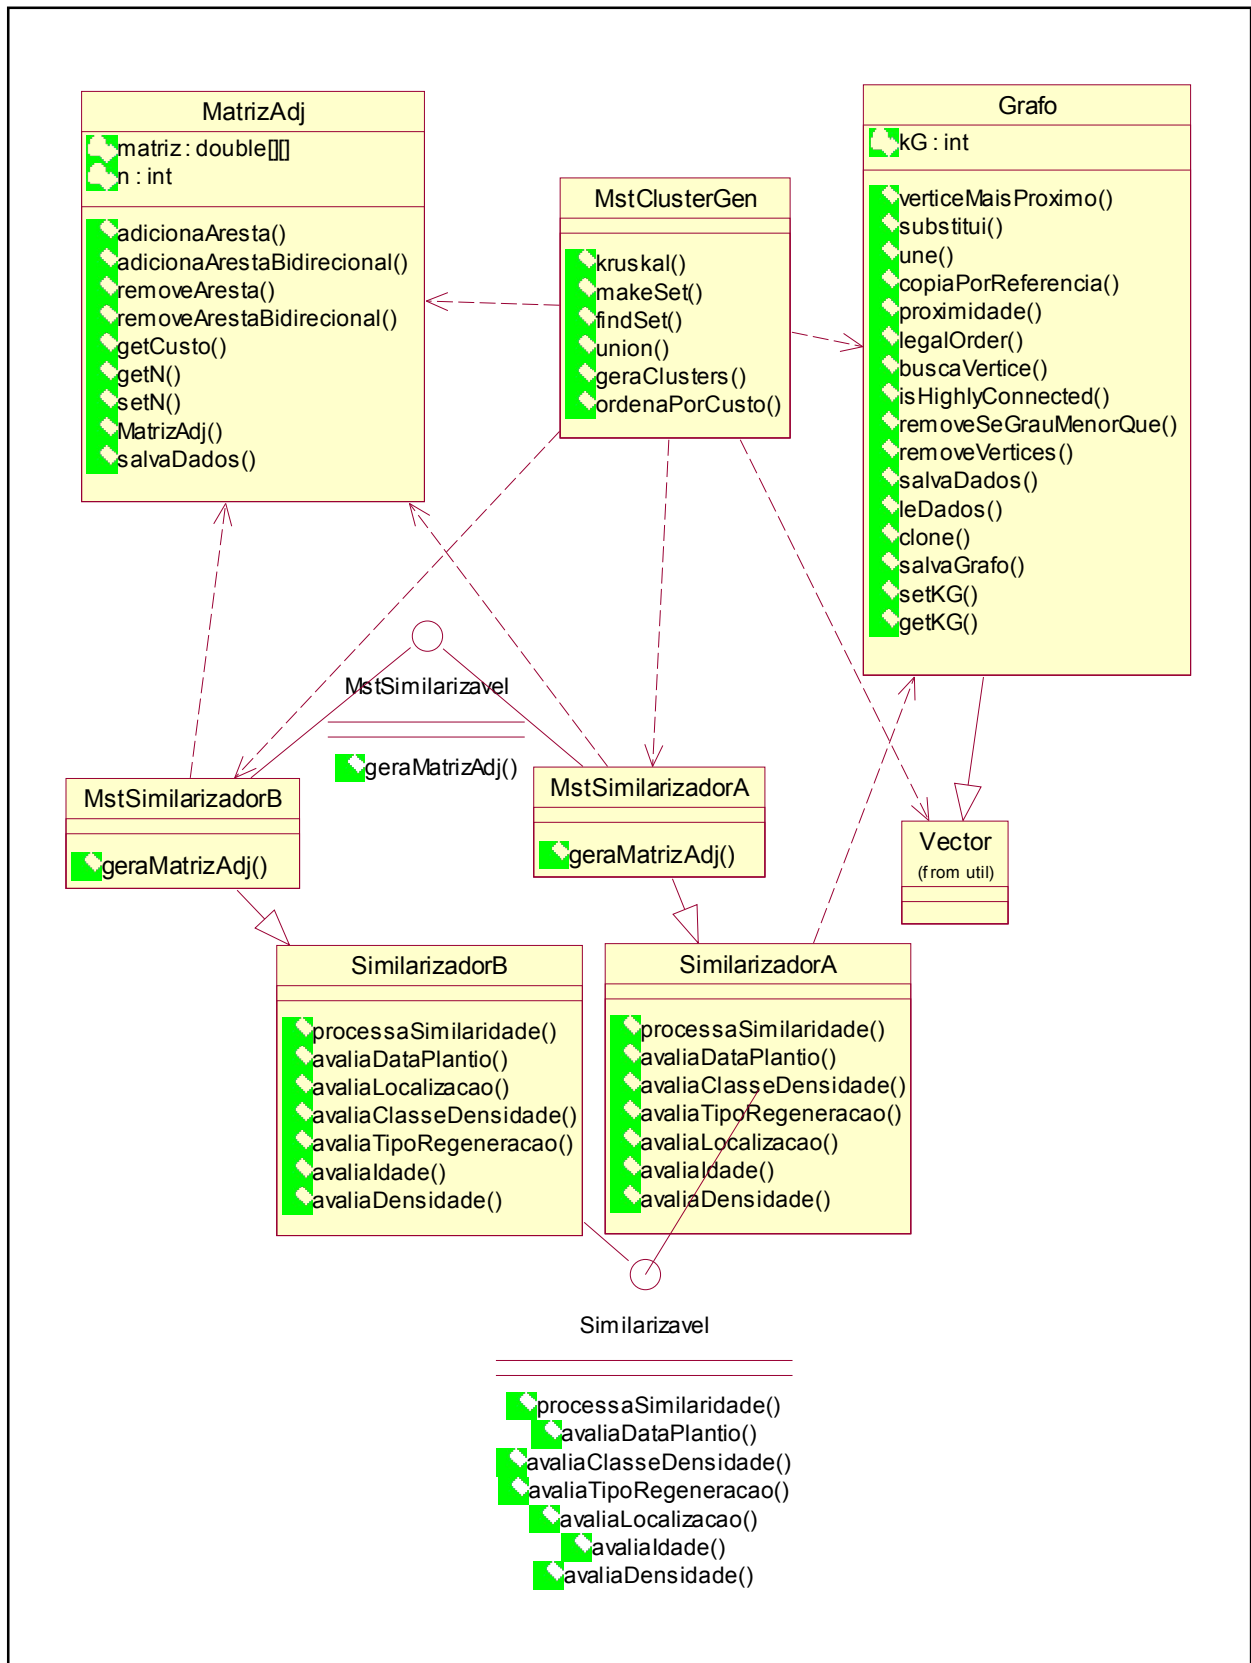 MatrizAdj
matriz : double[][]
n : int
adicionaAresta()
adicionaArestaBidirecional()
removeAresta()
removeArestaBidirecional()
getCusto()
getN()
setN()
MatrizAdj()
salvaDados()
MstClusterGen
kruskal()
makeSet()
findSet()
union()
geraClusters()
ordenaPorCusto()
Grafo
kG : int
verticeMaisProximo()
substitui()
une()
copiaPorReferencia()
proximidade()
legalOrder()
buscaVertice()
isHighlyConnected()
removeSeGrauMenorQue()
removeVertices()
salvaDados()
leDados()
clone()
salvaGrafo()
setKG()
getKG()
MstSimilarizavel
geraMatrizAdj()
MstSimilarizadorB
geraMatrizAdj()
MstSimilarizadorA
geraMatrizAdj()
Vector
(from util)
SimilarizadorB
processaSimilaridade()
avaliaDataPlantio()
avaliaLocalizacao()
avaliaClasseDensidade()
avaliaTipoRegeneracao()
avaliaIdade()
avaliaDensidade()
SimilarizadorA
processaSimilaridade()
avaliaDataPlantio()
avaliaClasseDensidade()
avaliaTipoRegeneracao()
avaliaLocalizacao()
avaliaIdade()
avaliaDensidade()
Similarizavel
processaSimilaridade()
avaliaDataPlantio()
avaliaClasseDensidade()
avaliaTipoRegeneracao()
avaliaLocalizacao()
avaliaIdade()
avaliaDensidade()